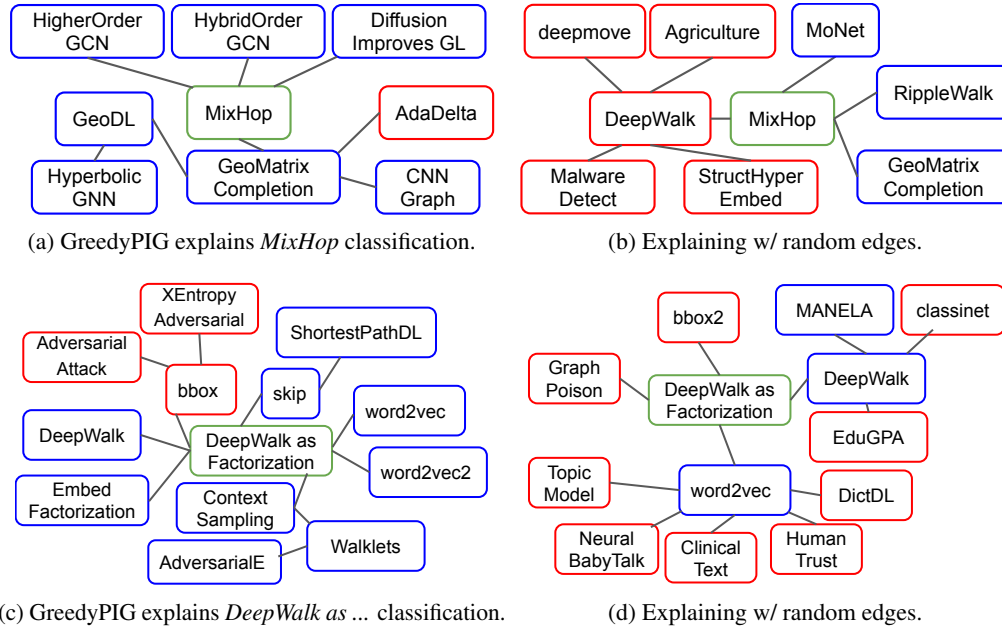 HigherOrder
GCN
HybridOrder
GCN
Diffusion
Improves GL
MixHop
GeoDL
AdaDelta
Hyperbolic
GNN
GeoMatrix
Completion
CNN
Graph
(a) GreedyPIG explains MixHop classification.
deepmove
Agriculture
MoNet
DeepWalk
MixHop
RippleWalk
Malware
Detect
StructHyper
Embed
GeoMatrix
Completion
(b) Explaining w/ random edges.
XEntropy
Adversarial
Adversarial
Attack
bbox
ShortestPathDL
skip
DeepWalk
DeepWalk as
Factorization
word2vec
word2vec2
Embed
Factorization
Context
Sampling
AdversarialE
Walklets
(c) GreedyPIG explains DeepWalk as ... classification.
bbox2
MANELA
classinet
Graph
Poison
DeepWalk as
Factorization
DeepWalk
EduGPA
Topic
Model
word2vec
DictDL
Neural
BabyTalk
Clinical
Text
Human
Trust
(d) Explaining w/ random edges.